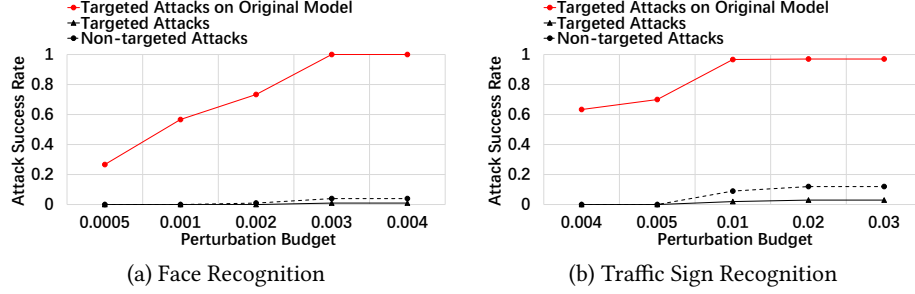 Targeted Attacks on Original Model
Targeted Attacks
Non-targeted Attacks
Attack Success Rate
1
0.8
0.6
0.4
0.2
0
0.0005 0.001 0.002 0.003 0.004
Perturbation Budget
(a) Face Recognition
Targeted Attacks on Original Model
Targeted Attacks
Non-targeted Attacks
Attack Success Rate
1
0.8
0.6
0.4
0.2
0
0.004 0.005 0.01 0.02 0.03
Perturbation Budget
(b) Traffic Sign Recognition